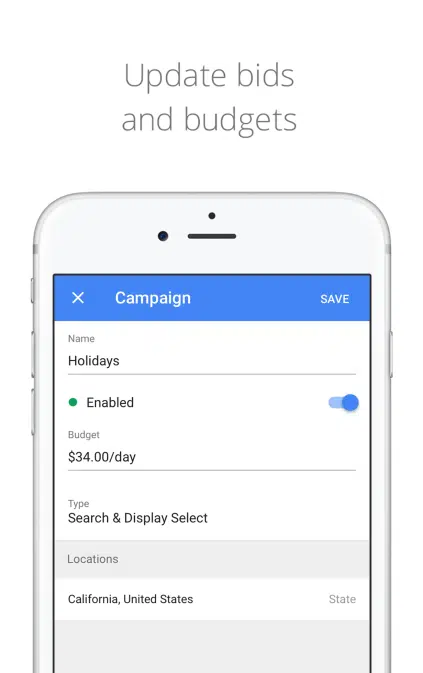 Update bids
and budgets
Campaign
SAVE
Name
Holidays
Enabled
Budget
$34.00/day
Type
Search & Display Select
Locations
California, United States
State